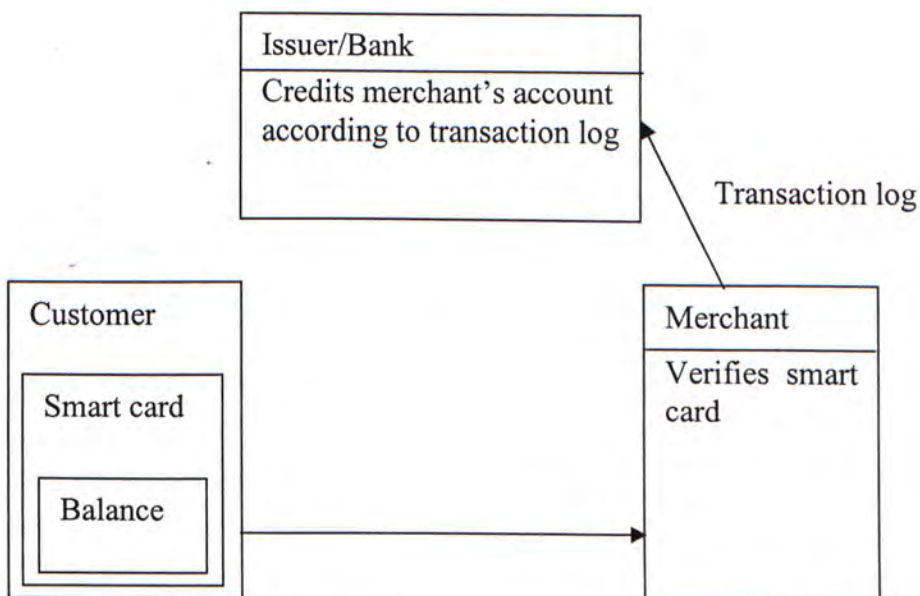 Issuer/Bank
Credits merchant's account
according to transaction log
Transaction log
Customer
Smart card
Balance
Merchant
Verifies smart
card